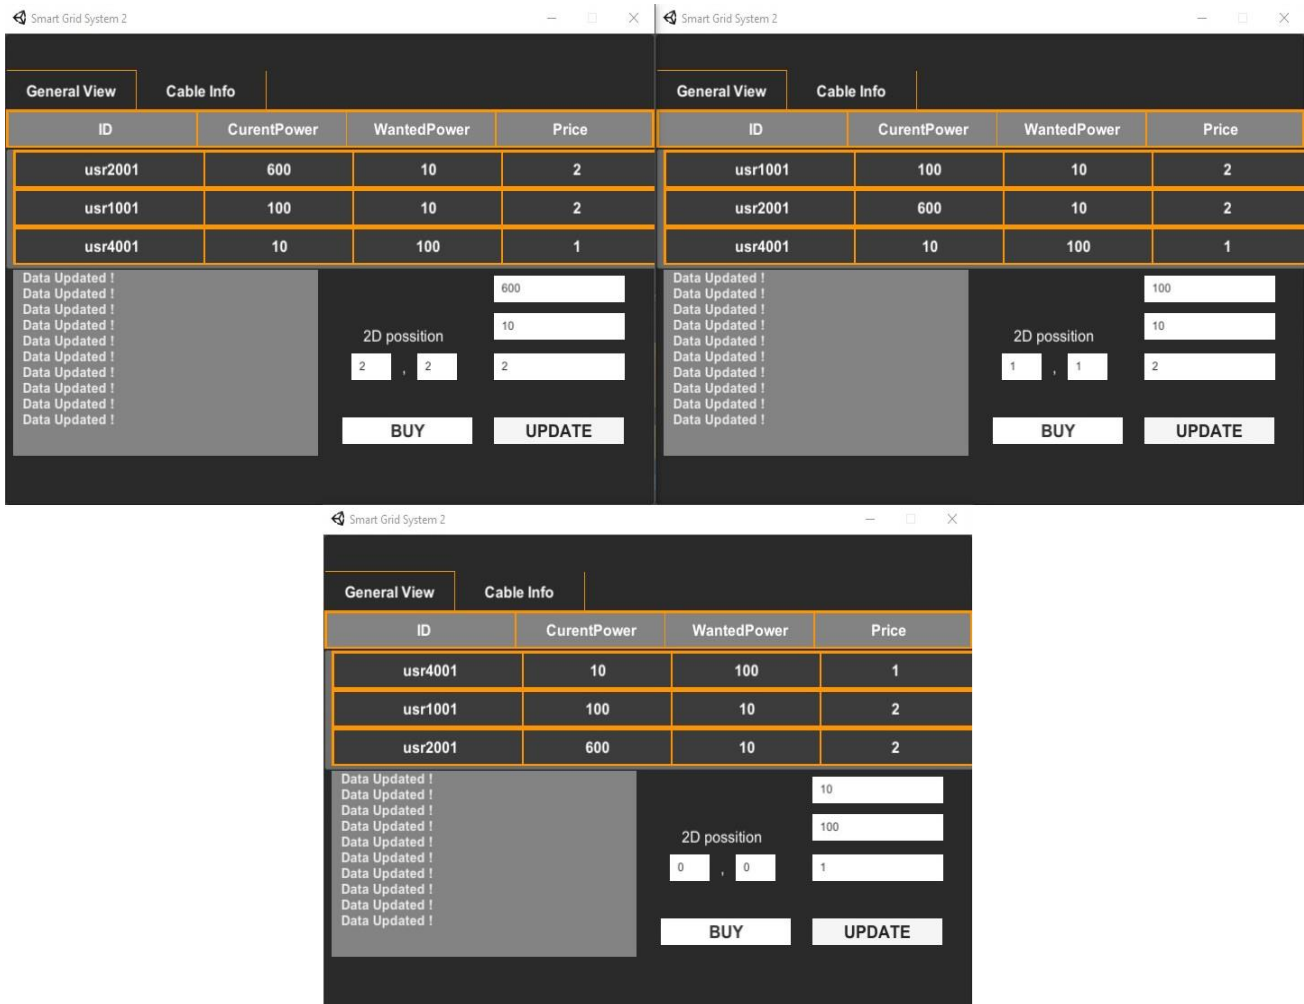 Smart Grid System 2
General View Cable Info
ID CurentPower WantedPower Price
usr2001 600 10 2
usr1001 100 10 2
usr4001 10 100 1
Data Updated !
Data Updated !
Data Updated !
Data Updated !
Data Updated !
Data Updated !
Data Updated !
Data Updated !
Data Updated !
Data Updated !
600
10
2D possition
2 , 2
2
BUY UPDATE
Smart Grid System 2
General View Cable Info
ID CurentPower WantedPower Price
usr1001 100 10 2
usr2001 600 10 2
usr4001 10 100 1
Data Updated !
Data Updated !
Data Updated !
Data Updated !
Data Updated !
Data Updated !
Data Updated !
Data Updated !
Data Updated !
Data Updated !
100
10
2D possition
1 , 1
2
BUY UPDATE
Smart Grid System 2
General View Cable Info
ID CurentPower WantedPower Price
usr4001 10 100 1
usr1001 100 10 2
usr2001 600 10 2
Data Updated !
Data Updated !
Data Updated !
Data Updated !
Data Updated !
Data Updated !
Data Updated !
Data Updated !
Data Updated !
Data Updated !
10
100
2D possition
0 , 0
1
BUY UPDATE